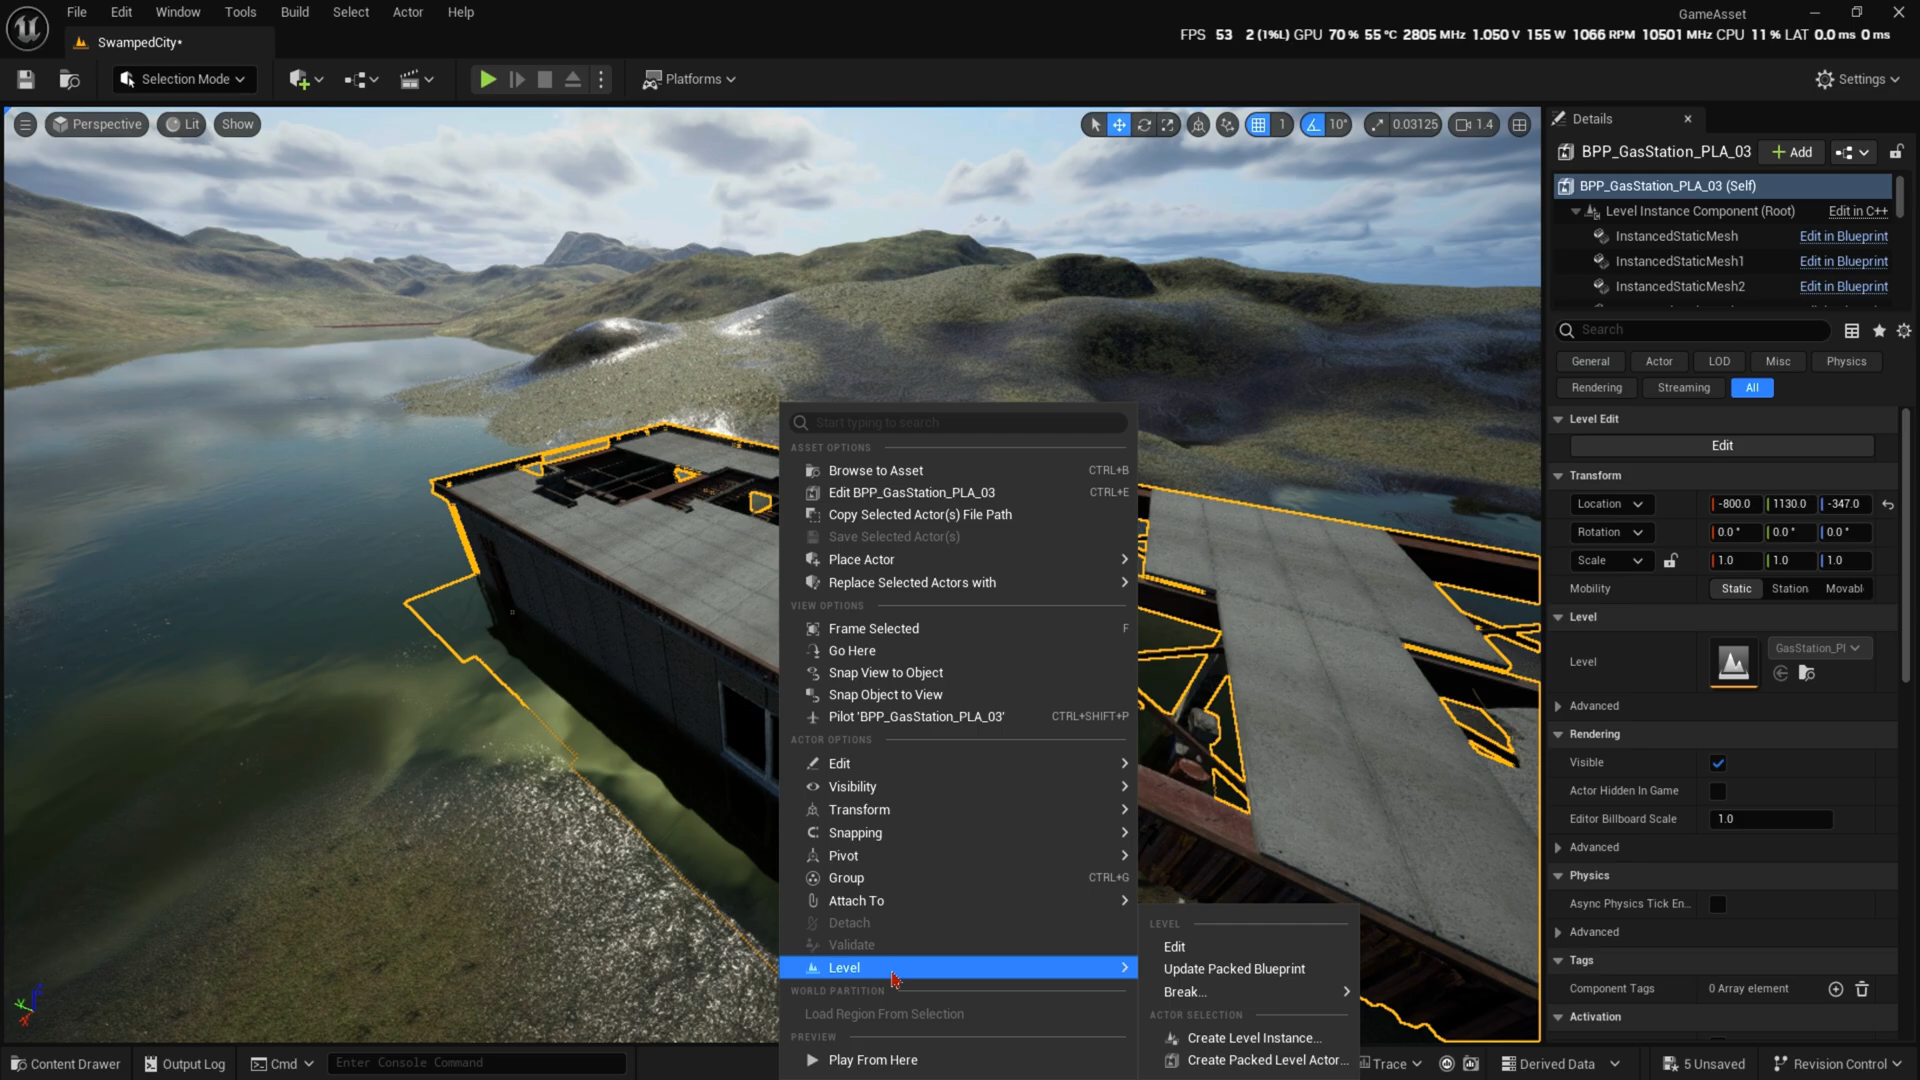 File Edit Window Tools Build Select Actor Help
GameAsset
SwampedCity*
FPS 53 2 (1%L) GPU 70 % 55 °C 2805 MHz 1.050 V 155 W 1066 RPM 10501 MHz CPU 11 % LAT 0.0 ms 0 ms
Selection Mode
Platforms
Settings
Perspective Lit Show
1 10° 0.03125 1.4
Details
BPP_GasStation_PLA_03 Add
BPP_GasStation_PLA_03 (Self)
Level Instance Component (Root) Edit in C++
InstancedStaticMesh Edit in Blueprint
InstancedStaticMesh1 Edit in Blueprint
InstancedStaticMesh2 Edit in Blueprint
Search
General Actor LOD Misc Physics
Rendering Streaming All
Level Edit
Edit
Transform
Location -800.0 1130.0 -347.0
Rotation 0.0 ° 0.0 ° 0.0 °
Scale 1.0 1.0 1.0
Mobility Static Station Movabl
Level
Level GasStation_Pl
Advanced
Rendering
Visible
Actor Hidden In Game
Editor Billboard Scale 1.0
Advanced
Physics
Async Physics Tick En...
Advanced
Tags
Component Tags 0 Array element
Activation
Start typing to search
ASSET OPTIONS
Browse to Asset CTRL+B
Edit BPP_GasStation_PLA_03 CTRL+E
Copy Selected Actor(s) File Path
Save Selected Actor(s)
Place Actor
Replace Selected Actors with
VIEW OPTIONS
Frame Selected F
Go Here
Snap View to Object
Snap Object to View
Pilot 'BPP_GasStation_PLA_03' CTRL+SHIFT+P
ACTOR OPTIONS
Edit
Visibility
Transform
Snapping
Pivot
Group CTRL+G
Attach To
Detach
Validate
Level
WORLD PARTITION
Load Region From Selection
PREVIEW
Play From Here
LEVEL
Edit
Update Packed Blueprint
Break...
ACTOR SELECTION
Create Level Instance...
Create Packed Level Actor...
Content Drawer Output Log Cmd Enter Console Command Trace Derived Data 5 Unsaved Revision Control